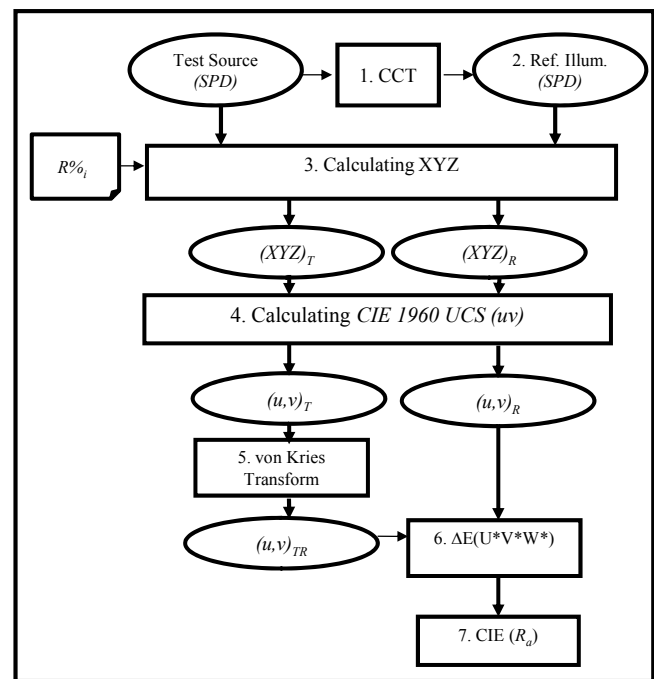 Test Source
(SPD)
1. CCT
2. Ref. Illum.
(SPD)
R%i
3. Calculating XYZ
(XYZ)T
(XYZ)R
4. Calculating CIE 1960 UCS (uv)
(u,v)T
(u,v)R
5. von Kries
Transform
(u,v)TR
6. ΔE(U*V*W*)
7. CIE (Ra)